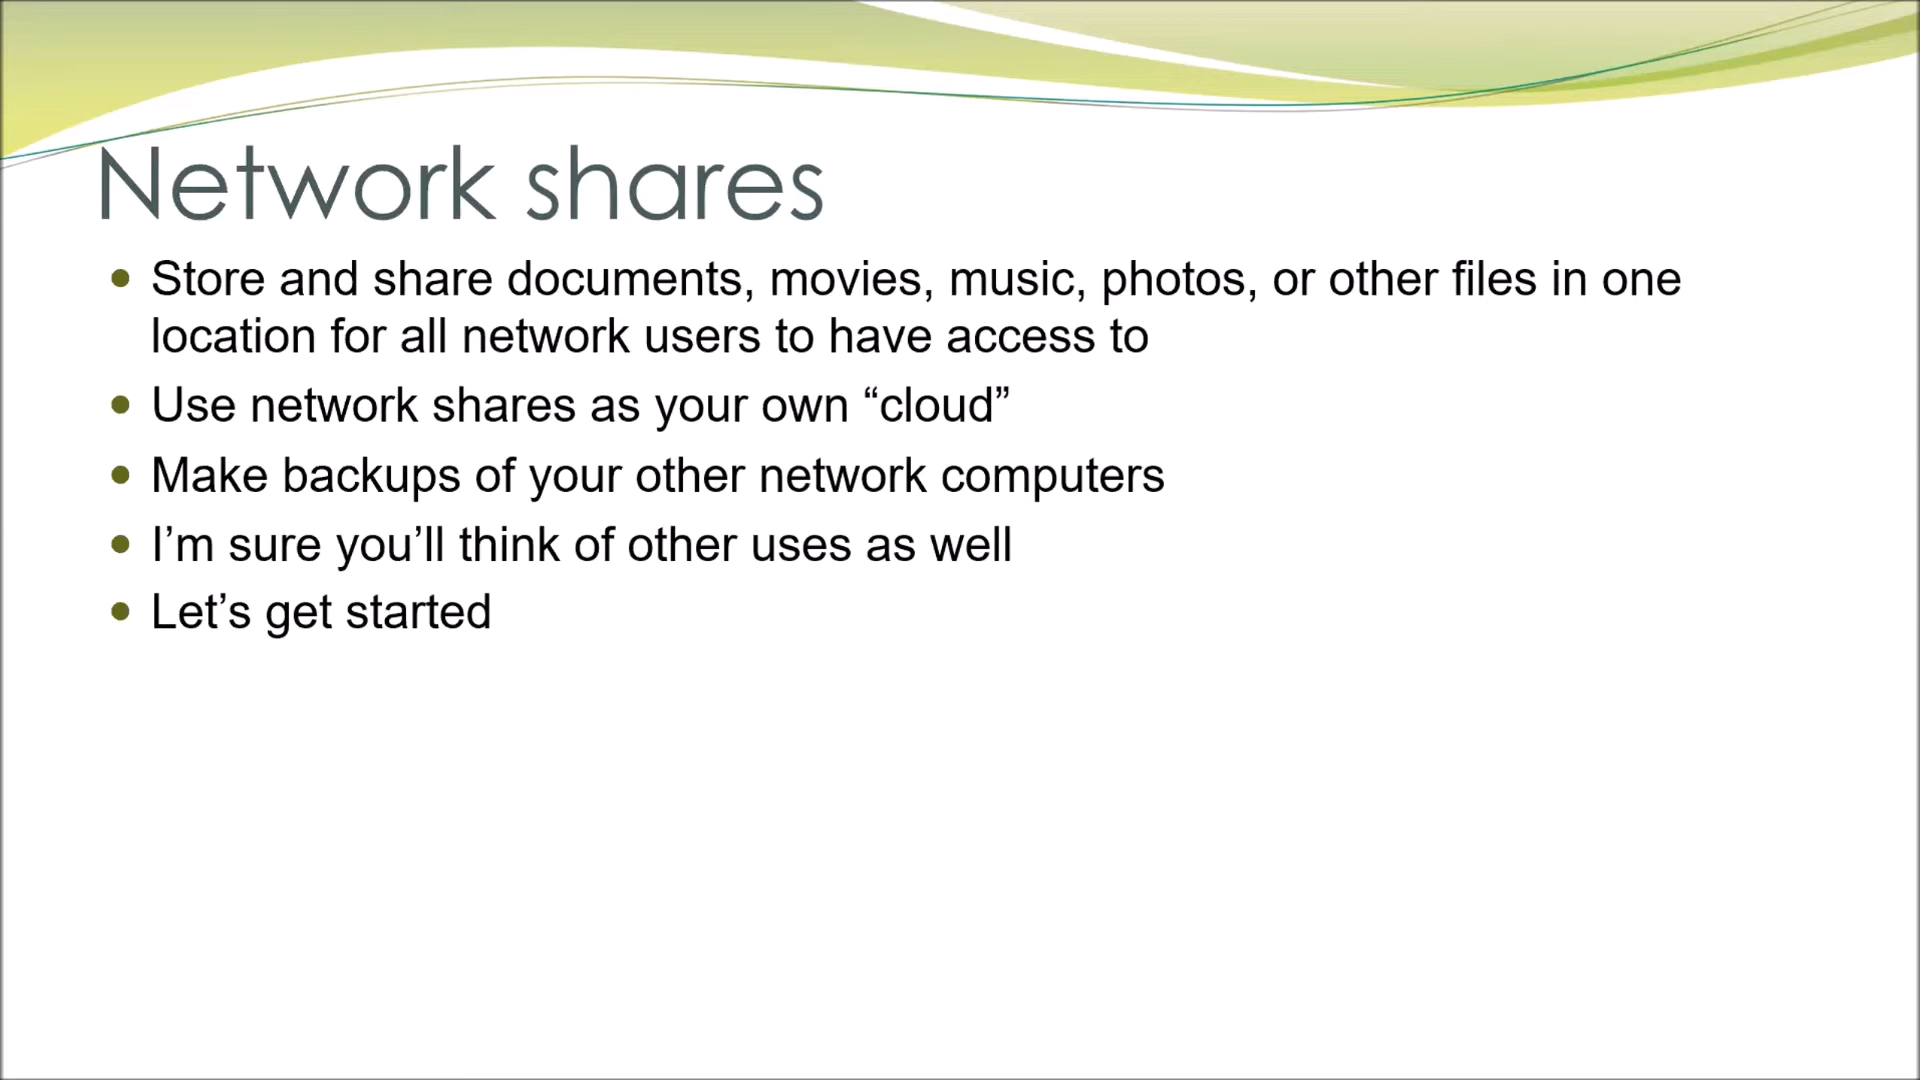 Network shares
Store and share documents, movies, music, photos, or other files in one
location for all network users to have access to
Use network shares as your own “cloud”
Make backups of your other network computers
I’m sure you’ll think of other uses as well
Let’s get started